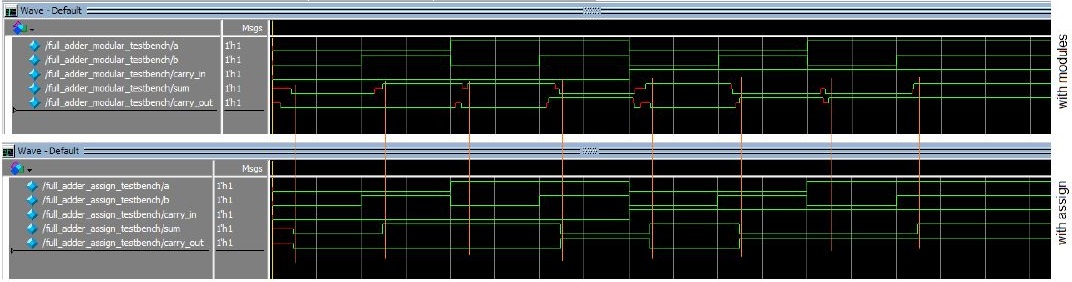 Wave - Default
Msgs
/full_adder_modular_testbench/a 1'h1
/full_adder_modular_testbench/b 1'h1
/full_adder_modular_testbench/carry_in 1'h1
/full_adder_modular_testbench/sum 1'h1
/full_adder_modular_testbench/carry_out 1'h1
with modules
Wave - Default
Msgs
/full_adder_assign_testbench/a 1'h1
/full_adder_assign_testbench/b 1'h1
/full_adder_assign_testbench/carry_in 1'h1
/full_adder_assign_testbench/sum 1'h1
/full_adder_assign_testbench/carry_out 1'h1
with assign